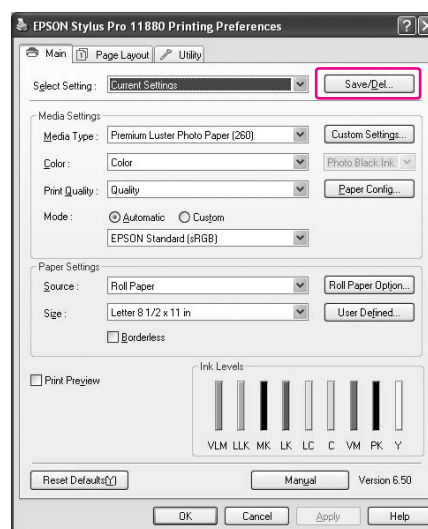 EPSON Stylus Pro 11880 Printing Preferences
Main Page Layout Utility
Select Setting : Current Settings Save/Del...
Media Settings
Media Type : Premium Luster Photo Paper (260) Custom Settings...
Color : Color Photo Black Ink
Print Quality : Quality Paper Config...
Mode : Automatic Custom
EPSON Standard (sRGB)
Paper Settings
Source : Roll Paper Roll Paper Option...
Size : Letter 8 1/2 x 11 in User Defined...
Borderless
Print Preview
Ink Levels
VLM LLK MK LK LC C VM PK Y
Reset Defaults(Y) Manual Version 6.50
OK Cancel Apply Help